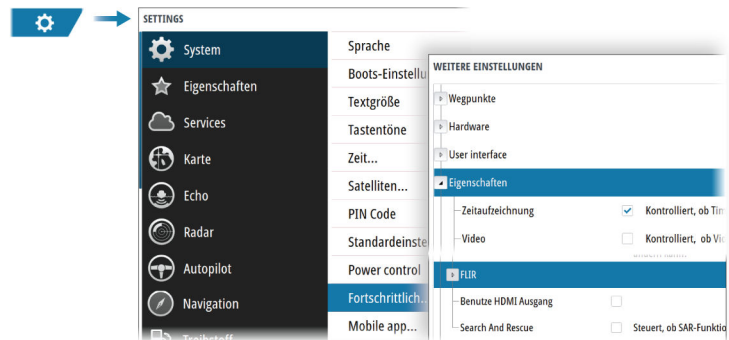 SETTINGS
System
Eigenschaften
Services
Karte
Echo
Radar
Autopilot
Navigation
Treibstoff
Sprache
Boots-Einstellu
Textgröße
Tastentöne
Zeit...
Satelliten...
PIN Code
Standardeinste
Power control
Fortschrittlich...
Mobile app...
WEITERE EINSTELLUNGEN
Wegpunkte
Hardware
User interface
Eigenschaften
Zeitaufzeichnung Kontrolliert, ob Tim
Video Kontrolliert, ob Vid
FLIR
Benutze HDMI Ausgang
Search And Rescue Steuert, ob SAR-Funktio